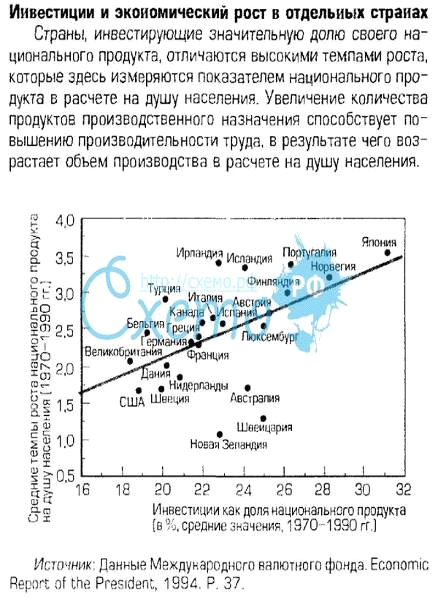 Инвестиции и экономический рост в отдельных странах
Страны, инвестирующие значительную долю своего на-
ционального продукта, отличаются высокими темпами роста,
которые здесь измеряются показателем национального про-
дукта в расчете на душу населения. Увеличение количества
продуктов производственного назначения способствует по-
вышению производительности труда, в результате чего воз-
растает объем производства в расчете на душу населения.
Средние темпы роста национального продукта
на душу населения (1970–1990 гг.)
4,0
3,5
3,0
2,5
2,0
1,5
1,0
0,5
Япония
Ирландия
Исландия
Португалия
Норвегия
Финляндия
Турция
Италия
Австрия
Канада
Испания
Бельгия
Греция
Германия
Люксембург
Великобритания
Франция
Дания
Нидерланды
США
Швеция
Австралия
Швейцария
Новая Зеландия
http://схемо.рф
Схемо
РФ
16 18 20 22 24 26 28 30 32
Инвестиции как доля национального продукта
(в %, средние значения, 1970–1990 гг.)
Источник: Данные Международного валютного фонда. Economic
Report of the President, 1994. P. 37.